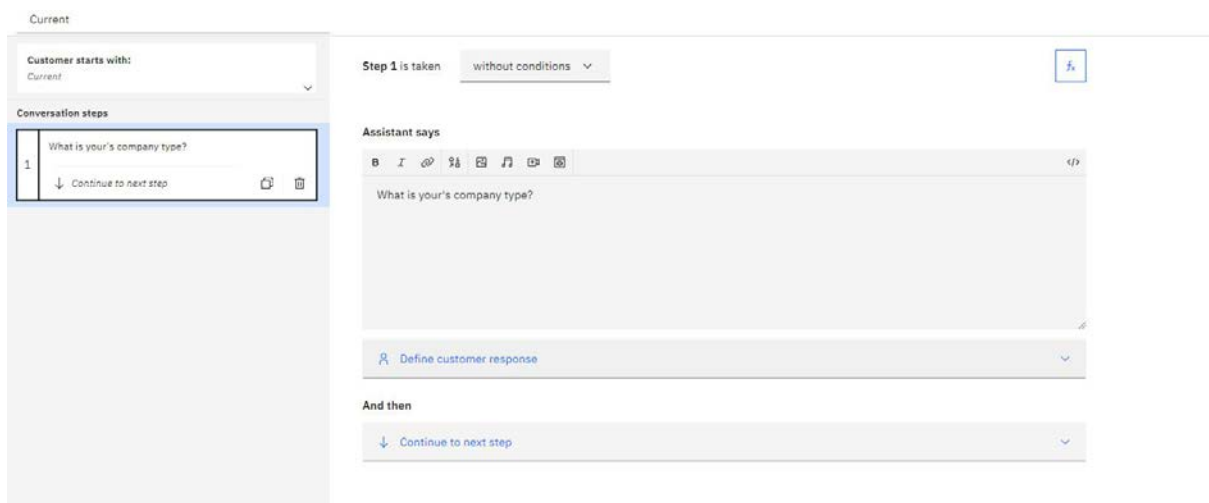 Current
Customer starts with:
Current
Conversation steps
1
What is your's company type?
Continue to next step
Step 1 is taken without conditions
fx
Assistant says
B I </>
What is your's company type?
Define customer response
And then
Continue to next step